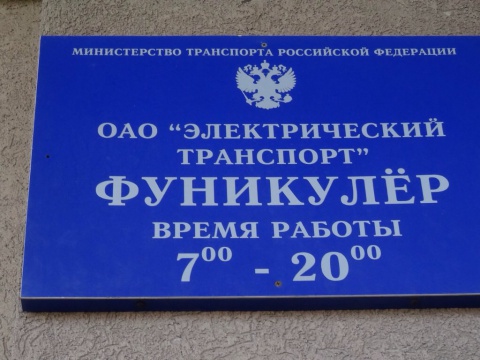 МИНИСТЕРСТВО ТРАНСПОРТА РОССИЙСКОЙ ФЕДЕРАЦИИ
ОАО "ЭЛЕКТРИЧЕСКИЙ
ТРАНСПОРТ"
ФУНИКУЛЁР
ВРЕМЯ РАБОТЫ
7⁰⁰ - 20⁰⁰